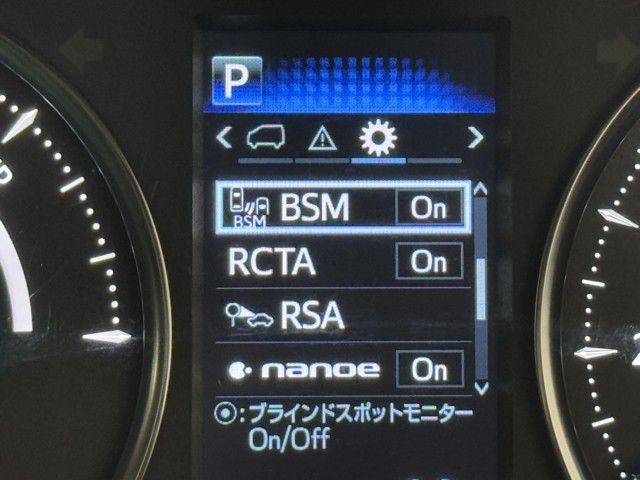 P
BSM BSM On
RCTA On
RSA
nanoe On
⦿:ブラインドスポットモニター
On/Off